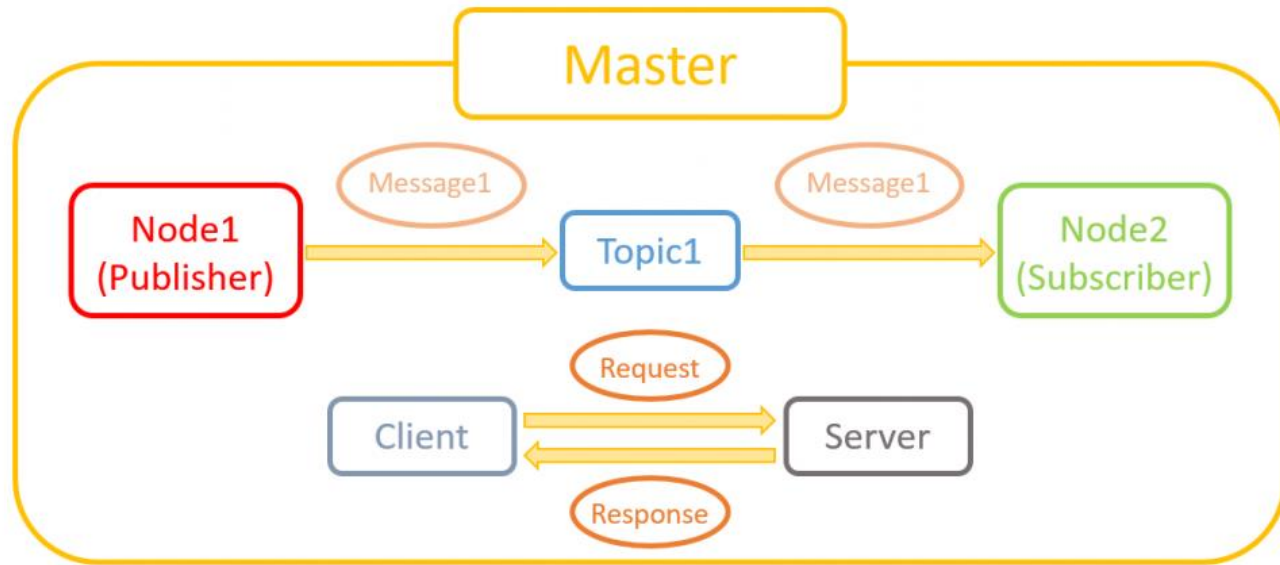 Master
Message1
Message1
Node1
(Publisher)
Topic1
Node2
(Subscriber)
Request
Client
Server
Response